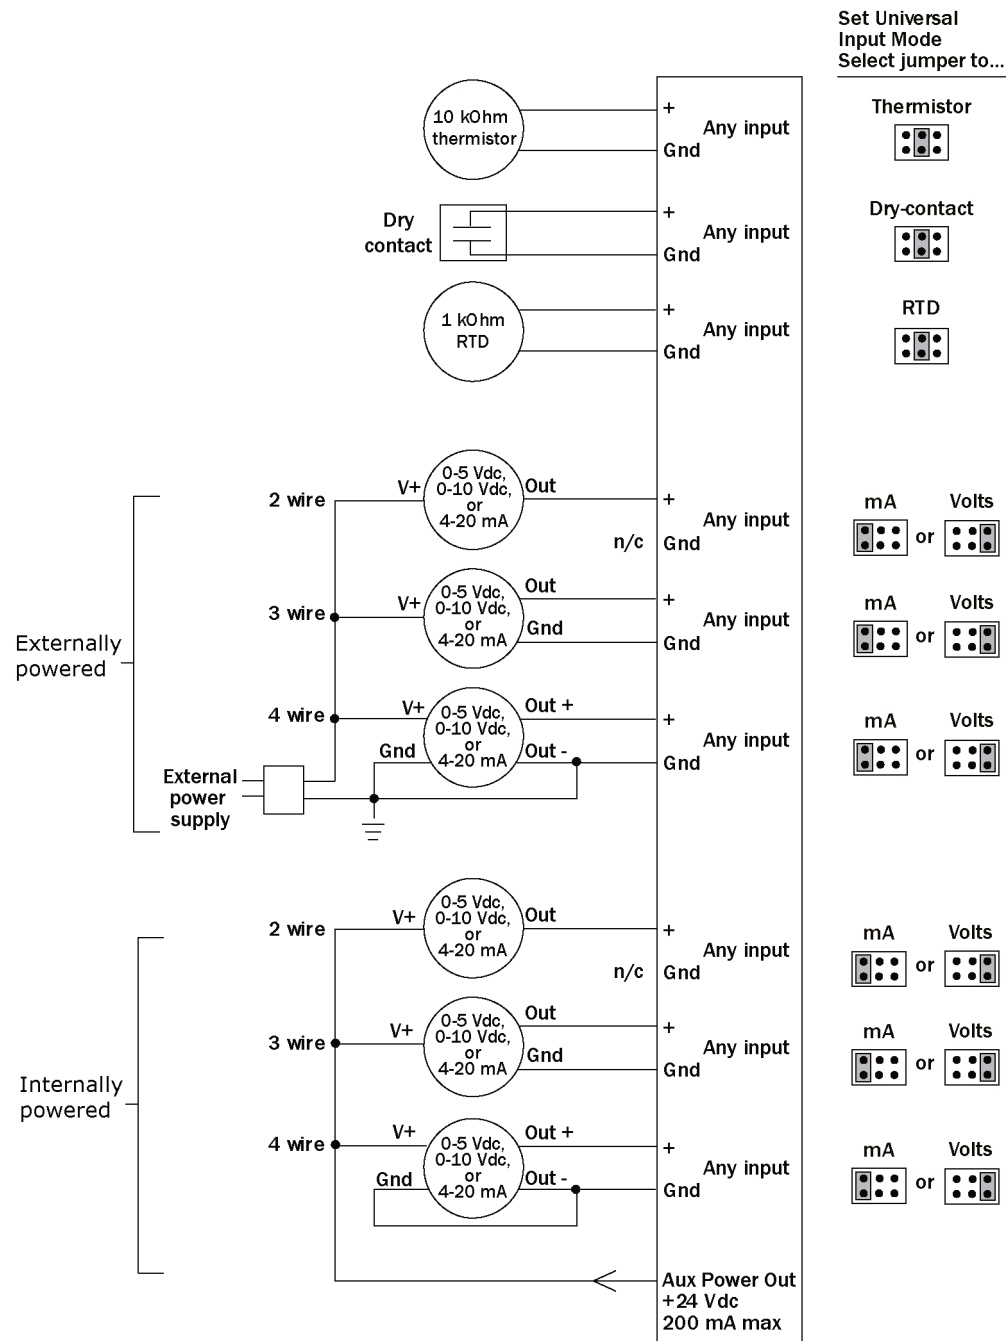 Set Universal
Input Mode
Select jumper to...
10 kOhm
thermistor
+
Gnd
Any input
Thermistor
Dry
contact
+
Gnd
Any input
Dry-contact
1 kOhm
RTD
+
Gnd
Any input
RTD
Externally
powered
2 wire
V+
0-5 Vdc,
0-10 Vdc,
or
4-20 mA
Out
n/c
+
Gnd
Any input
mA
or
Volts
3 wire
V+
0-5 Vdc,
0-10 Vdc,
or
4-20 mA
Out
Gnd
+
Gnd
Any input
mA
or
Volts
4 wire
V+
Gnd
0-5 Vdc,
0-10 Vdc,
or
4-20 mA
Out +
Out -
+
Gnd
Any input
mA
or
Volts
External
power
supply
Internally
powered
2 wire
V+
0-5 Vdc,
0-10 Vdc,
or
4-20 mA
Out
n/c
+
Gnd
Any input
mA
or
Volts
3 wire
V+
0-5 Vdc,
0-10 Vdc,
or
4-20 mA
Out
Gnd
+
Gnd
Any input
mA
or
Volts
4 wire
V+
Gnd
0-5 Vdc,
0-10 Vdc,
or
4-20 mA
Out +
Out -
+
Gnd
Any input
mA
or
Volts
Aux Power Out
+24 Vdc
200 mA max